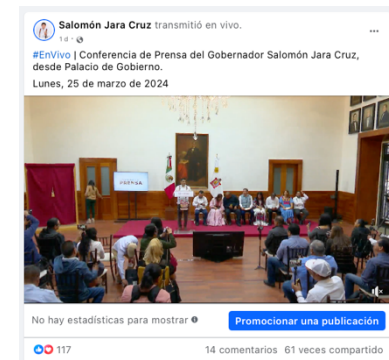 Salomón Jara Cruz transmitió en vivo.
1 d ·
#EnVivo | Conferencia de Prensa del Gobernador Salomón Jara Cruz,
desde Palacio de Gobierno.
Lunes, 25 de marzo de 2024
PRENSA
No hay estadísticas para mostrar
Promocionar una publicación
117
14 comentarios 61 veces compartido